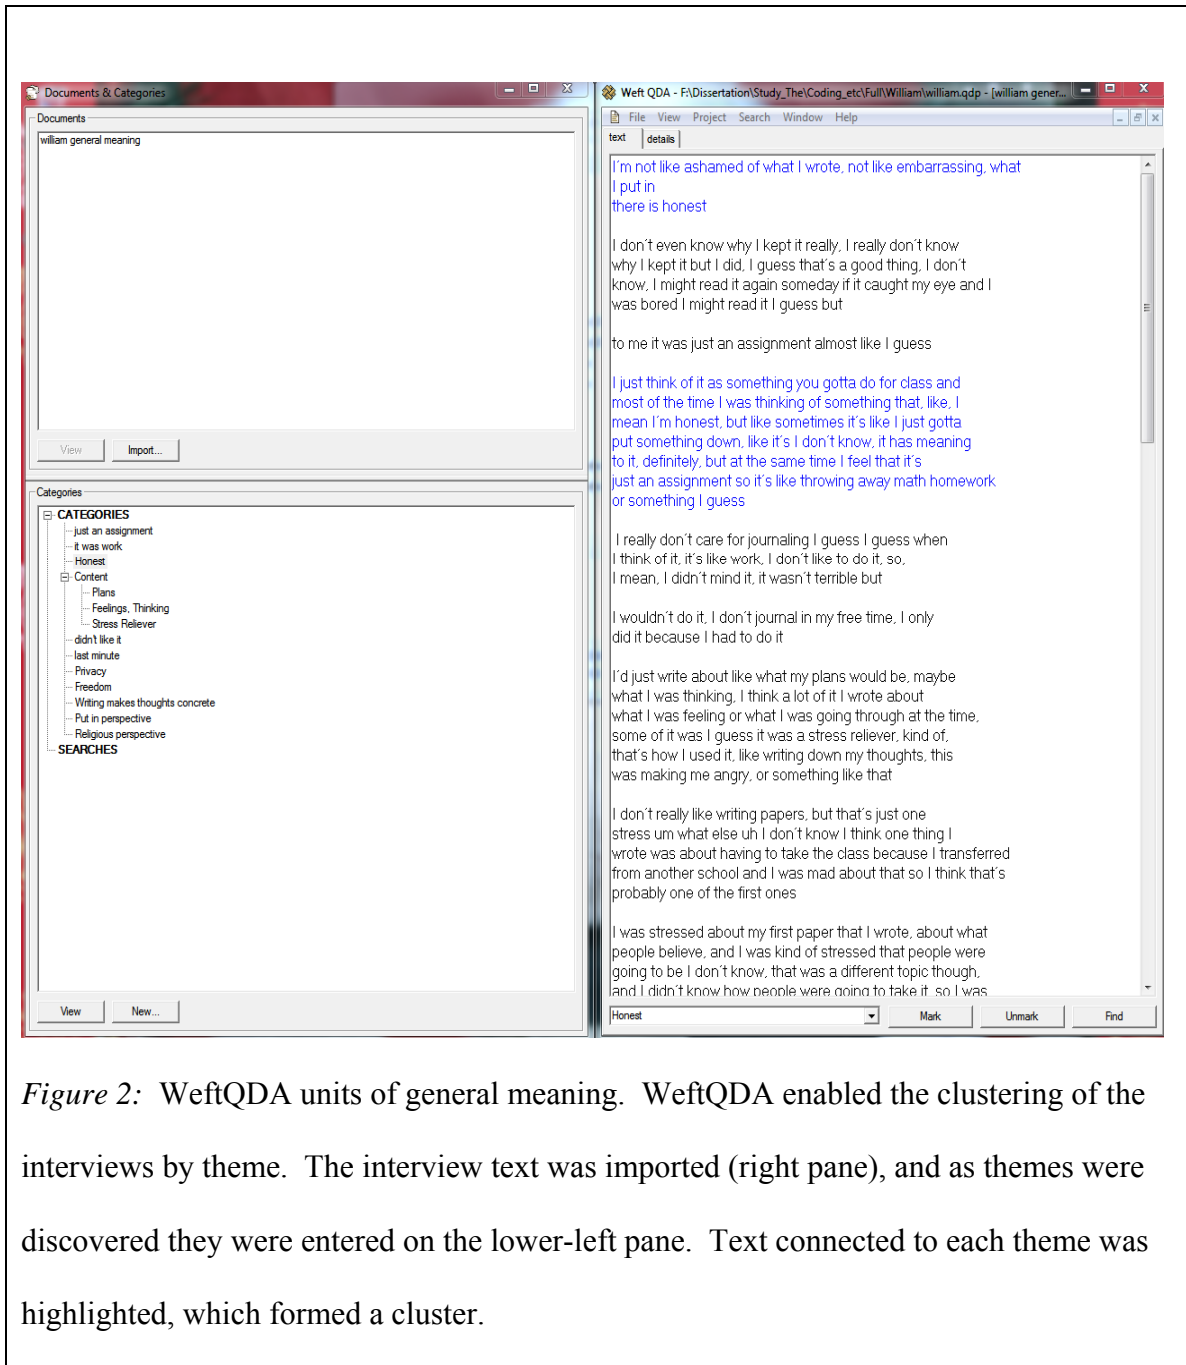 Documents & Categories
Documents
william general meaning
View
Import...
Categories
CATEGORIES
just an assignment
it was work
Honest
Content
Plans
Feelings, Thinking
Stress Reliever
didn't like it
last minute
Privacy
Freedom
Writing makes thoughts concrete
Put in perspective
Religious perspective
SEARCHES
View
New...
Weft QDA - F:\Dissertation\Study_The\Coding_etc\Full\William\william.qdp - [william gener...
File View Project Search Window Help
text
details
I'm not like ashamed of what I wrote, not like embarrassing, what
I put in
there is honest
I don't even know why I kept it really, I really don't know
why I kept it but I did, I guess that's a good thing, I don't
know, I might read it again someday if it caught my eye and I
was bored I might read it I guess but
to me it was just an assignment almost like I guess
I just think of it as something you gotta do for class and
most of the time I was thinking of something that, like, I
mean I'm honest, but like sometimes it's like I just gotta
put something down, like it's I don't know, it has meaning
to it, definitely, but at the same time I feel that it's
just an assignment so it's like throwing away math homework
or something I guess
I really don't care for journaling I guess I guess when
I think of it, it's like work, I don't like to do it, so,
I mean, I didn't mind it, it wasn't terrible but
I wouldn't do it, I don't journal in my free time, I only
did it because I had to do it
I'd just write about like what my plans would be, maybe
what I was thinking, I think a lot of it I wrote about
what I was feeling or what I was going through at the time,
some of it was I guess it was a stress reliever, kind of,
that's how I used it, like writing down my thoughts, this
was making me angry, or something like that
I don't really like writing papers, but that's just one
stress um what else uh I don't know I think one thing I
wrote was about having to take the class because I transferred
from another school and I was mad about that so I think that's
probably one of the first ones
I was stressed about my first paper that I wrote, about what
people believe, and I was kind of stressed that people were
going to be I don't know, that was a different topic though,
and I didn't know how people were going to take it, so I was
Honest
Mark
Unmark
Find
Figure 2: WeftQDA units of general meaning. WeftQDA enabled the clustering of the
interviews by theme. The interview text was imported (right pane), and as themes were
discovered they were entered on the lower-left pane. Text connected to each theme was
highlighted, which formed a cluster.